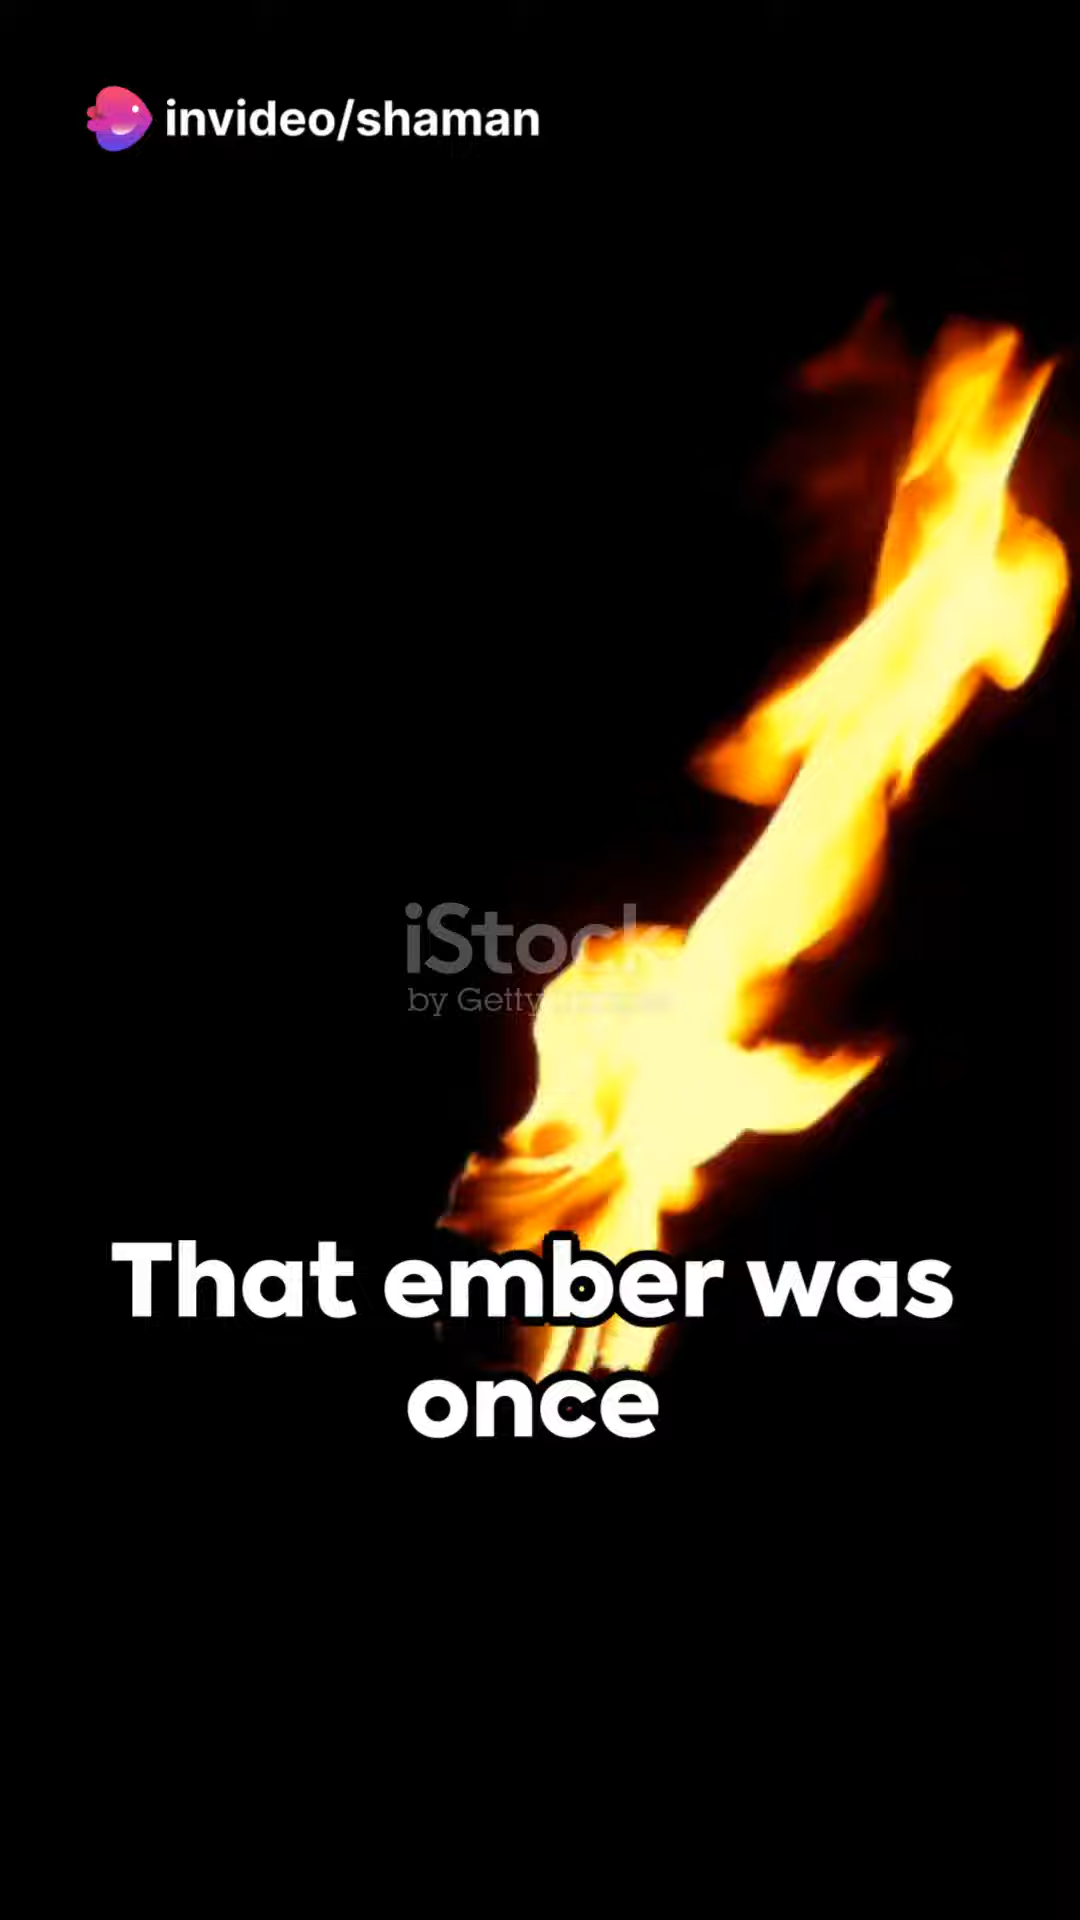 invideo/shaman
iStock
by Getty
That ember was
once